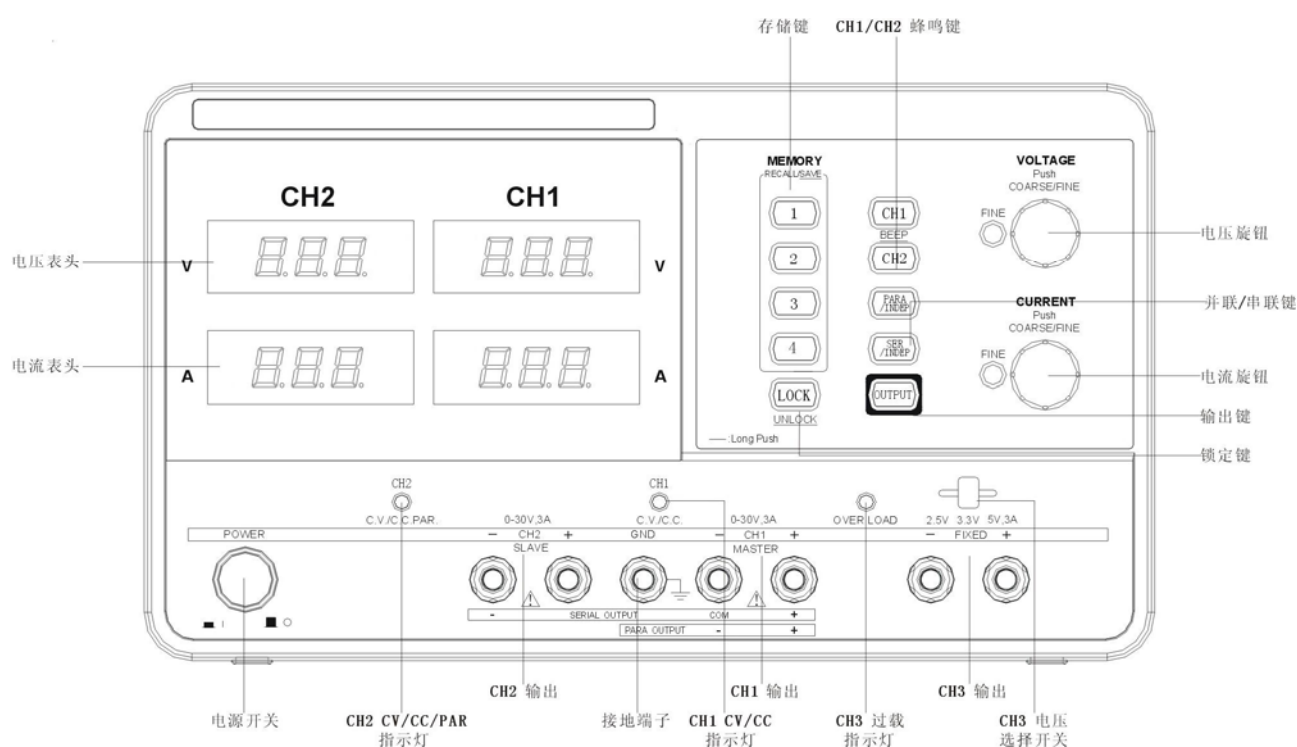 存储键
CH1/CH2 蜂鸣键
MEMORY
RECALL/SAVE
VOLTAGE
Push
COARSE/FINE
CH2
CH1
1
CH1
FINE
BEEP
电压旋钮
电压表头
V
V
2
CH2
3
PARA
/INDEP
CURRENT
Push
COARSE/FINE
并联/串联键
电流表头
A
A
4
SER
/INDEP
FINE
电流旋钮
LOCK
OUTPUT
输出键
UNLOCK
:Long Push
锁定键
CH2
CH1
C.V./C.C.PAR.
0-30V,3A
C.V./C.C.
0-30V,3A
OVER LOAD
2.5V 3.3V 5V,3A
POWER
- CH2 +
GND
- CH1 +
- FIXED +
SLAVE
MASTER
- SERIAL OUTPUT COM +
PARA OUTPUT - +
CH2 输出
CH1 输出
CH3 输出
电源开关
CH2 CV/CC/PAR
指示灯
接地端子
CH1 CV/CC
指示灯
CH3 过载
指示灯
CH3 电压
选择开关